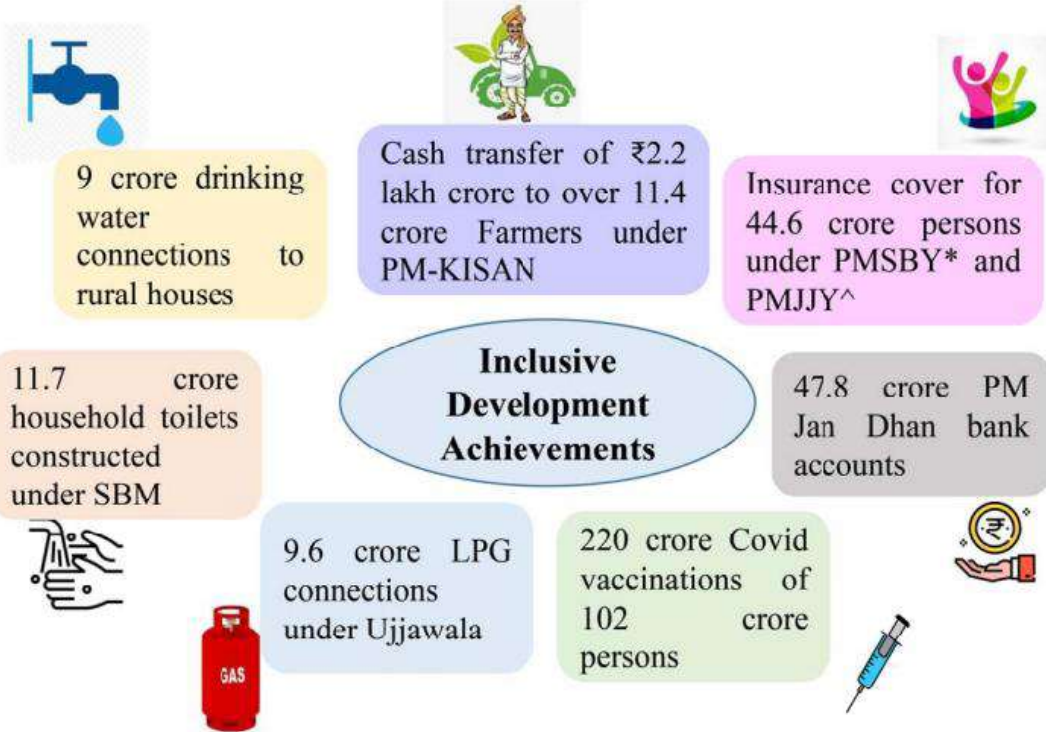 9 crore drinking
water
connections to
rural houses
Cash transfer of ₹2.2
lakh crore to over 11.4
crore Farmers under
PM-KISAN
Insurance cover for
44.6 crore persons
under PMSBY* and
PMJJY^
Inclusive
Development
Achievements
11.7 crore
household toilets
constructed
under SBM
47.8 crore PM
Jan Dhan bank
accounts
9.6 crore LPG
connections
under Ujjawala
220 crore Covid
vaccinations of
102 crore
persons
GAS
₹